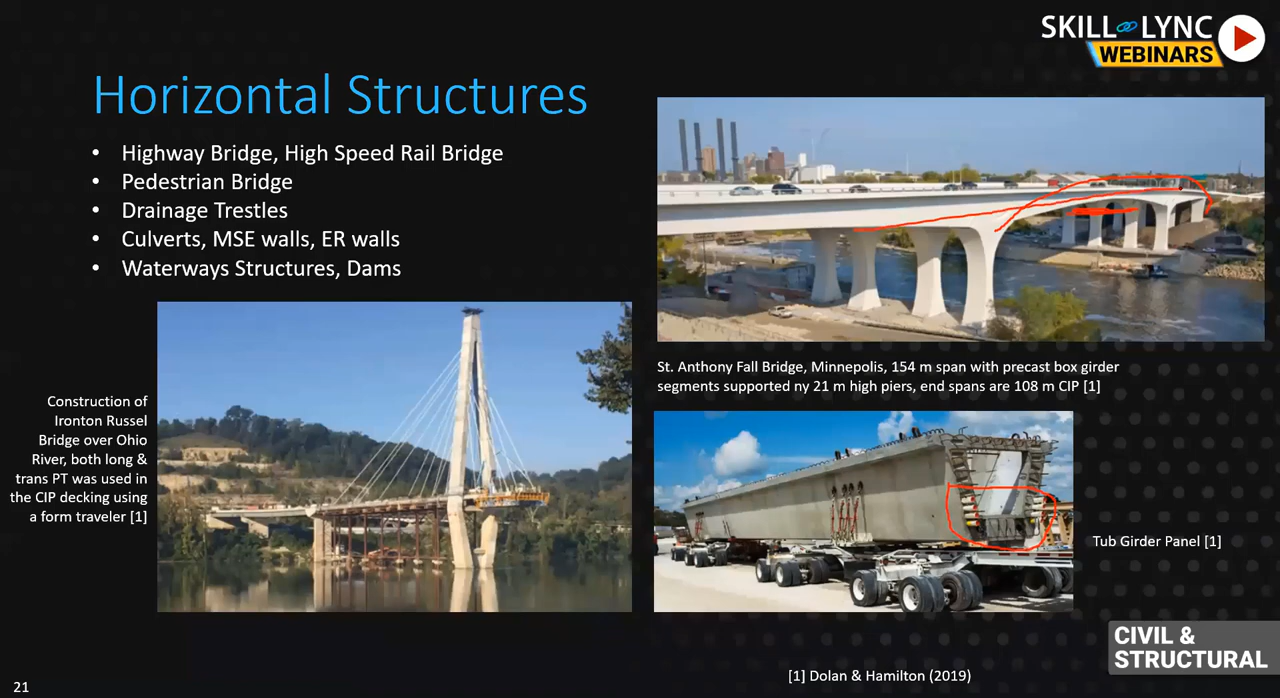 SKILL LYNC
WEBINARS
Horizontal Structures
• Highway Bridge, High Speed Rail Bridge
• Pedestrian Bridge
• Drainage Trestles
• Culverts, MSE walls, ER walls
• Waterways Structures, Dams
St. Anthony Fall Bridge, Minneapolis, 154 m span with precast box girder
segments supported ny 21 m high piers, end spans are 108 m CIP [1]
Construction of
Ironton Russel
Bridge over Ohio
River, both long &
trans PT was used in
the CIP decking using
a form traveler [1]
Tub Girder Panel [1]
CIVIL &
STRUCTURAL
[1] Dolan & Hamilton (2019)
21